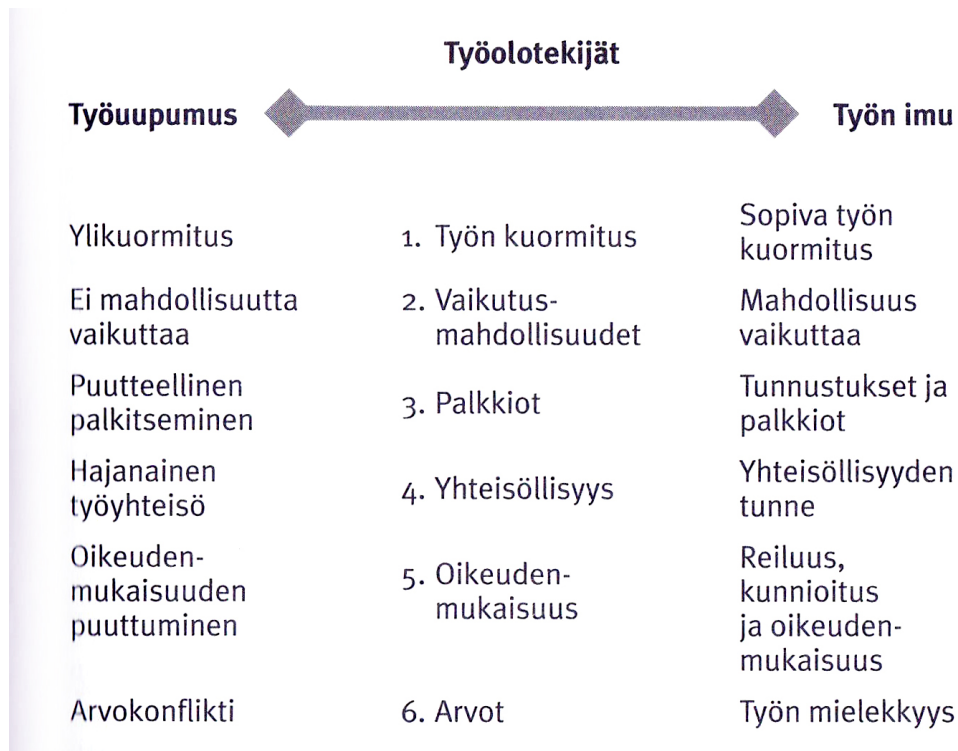 Työolotekijät
Työuupumus
Työn imu
Ylikuormitus
1. Työn kuormitus
Sopiva työn
kuormitus
Ei mahdollisuutta
vaikuttaa
2. Vaikutus-
mahdollisuudet
Mahdollisuus
vaikuttaa
Puutteellinen
palkitseminen
3. Palkkiot
Tunnustukset ja
palkkiot
Hajanainen
työyhteisö
4. Yhteisöllisyys
Yhteisöllisyyden
tunne
Oikeuden-
mukaisuuden
puuttuminen
5. Oikeuden-
mukaisuus
Reiluus,
kunnioitus
ja oikeuden-
mukaisuus
Arvokonflikti
6. Arvot
Työn mielekkyys